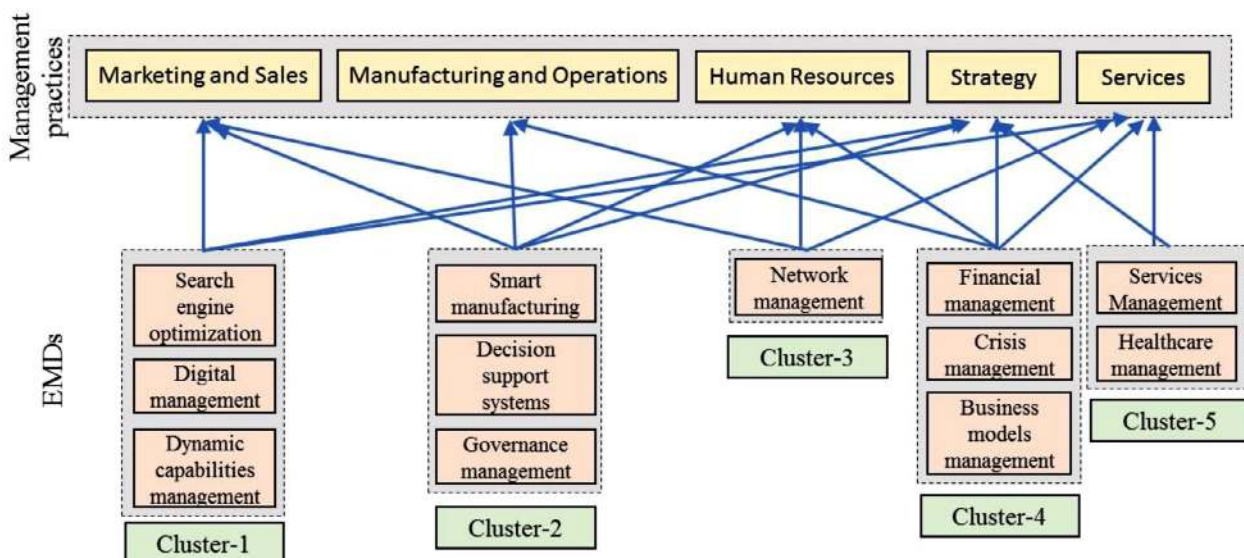 Management
practices
Marketing and Sales
Manufacturing and Operations
Human Resources
Strategy
Services
EMDs
Search
engine
optimization
Digital
management
Dynamic
capabilities
management
Cluster-1
Smart
manufacturing
Decision
support
systems
Governance
management
Cluster-2
Network
management
Cluster-3
Financial
management
Crisis
management
Business
models
management
Cluster-4
Services
Management
Healthcare
management
Cluster-5